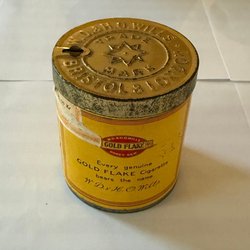 W.D. & H.O. WILLS
TRADE
MARK
BRISTOL & LONDON
GOLD FLAKE
Every genuine
GOLD FLAKE Cigarette
bears the name
W.D. & H.O. Wills